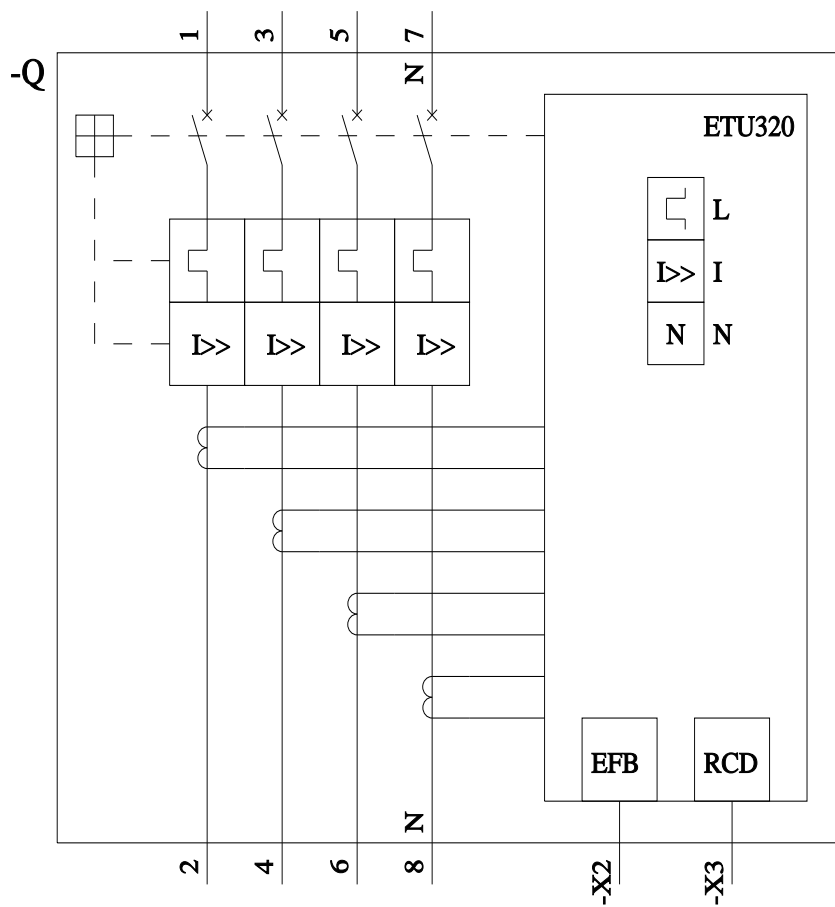 1 3 5 7
-Q
N
ETU320
L
I>> I
N N
I>> I>> I>> I>>
EFB RCD
N
2 4 6 8 -X2 -X3